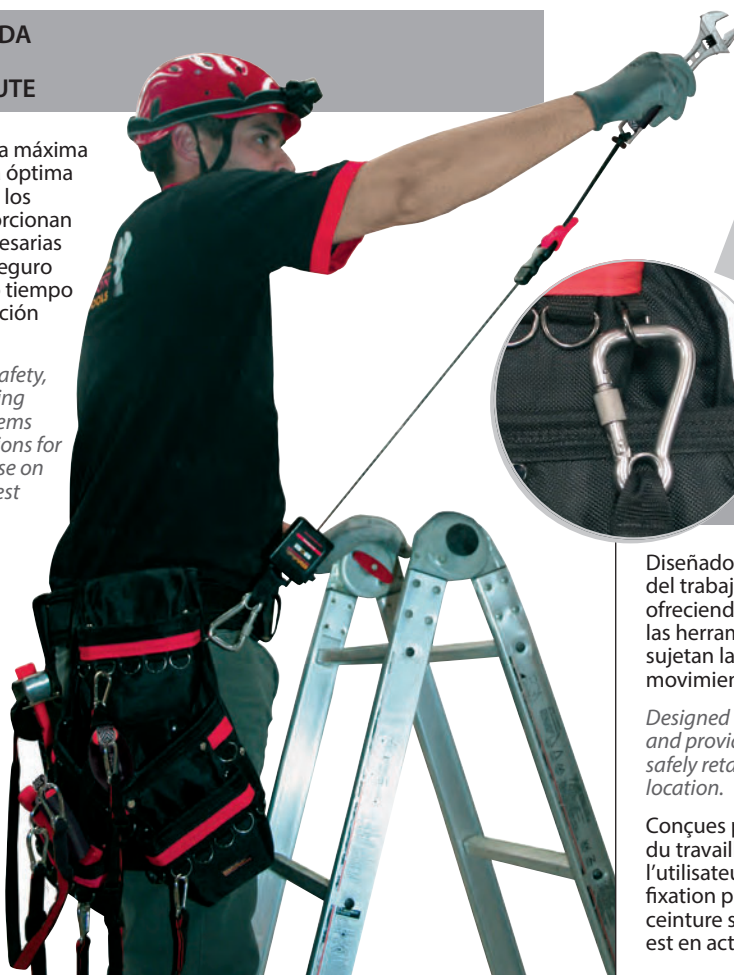 DA
UTE
a máxima
óptima
los
orcionan
esarias
eguro
tiempo
ción
afety,
ing
ems
ions for
se on
est
Diseñado
del trabaj
ofreciend
las herran
sujetan la
movimien
Designed
and provid
safely reta
location.
Conçues p
du travail
l’utilisateu
fixation p
ceinture s
est en act